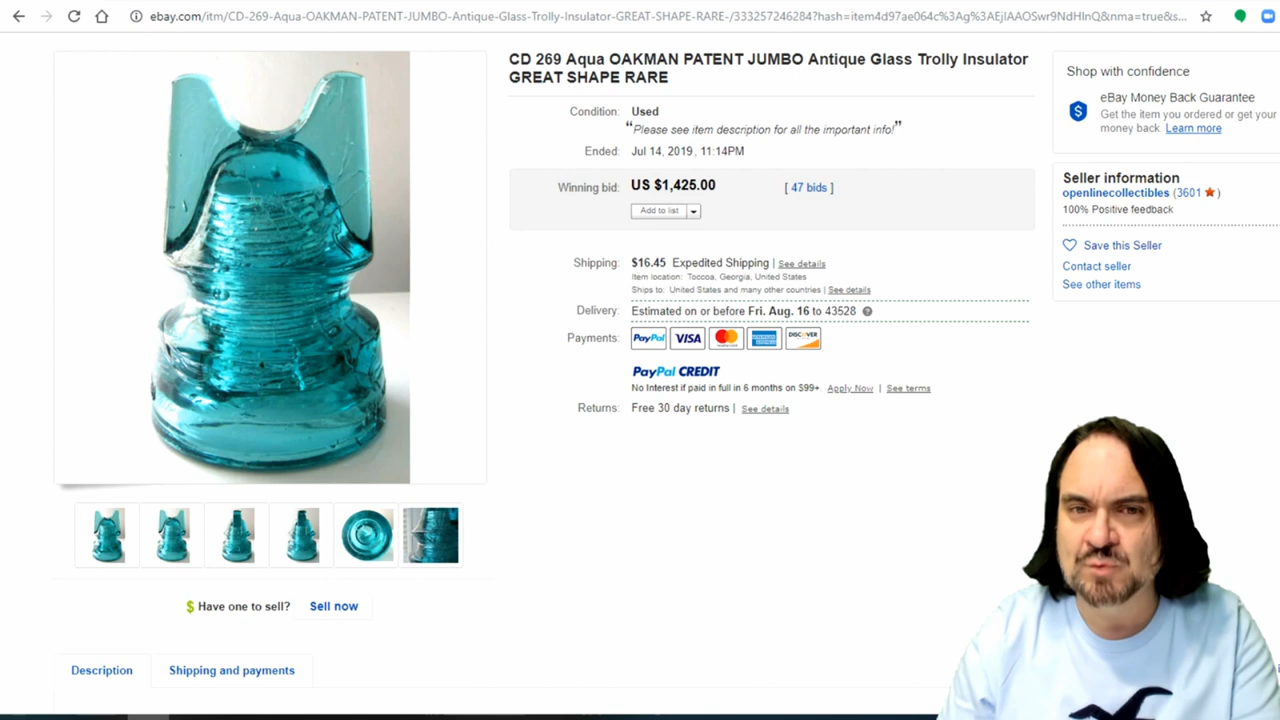 ebay.com/itm/CD-269-Aqua-OAKMAN-PATENT-JUMBO-Antique-Glass-Trolly-Insulator-GREAT-SHAPE-RARE-/333257246284?hash=item4d97ae064c%3Ag%3AEjIAAOSwr9NdHlnQ&nma=true&s...
CD 269 Aqua OAKMAN PATENT JUMBO Antique Glass Trolly Insulator
GREAT SHAPE RARE
Condition: Used
“Please see item description for all the important info!”
Ended: Jul 14, 2019 , 11:14PM
Winning bid: US $1,425.00 [ 47 bids ]
Add to list
Shipping: $16.45 Expedited Shipping | See details
Item location: Toccoa, Georgia, United States
Ships to: United States and many other countries | See details
Delivery: Estimated on or before Fri. Aug. 16 to 43528
Payments: PayPal VISA MasterCard DISCOVER
PayPal CREDIT
No Interest if paid in full in 6 months on $99+. Apply Now | See terms
Returns: Free 30 day returns | See details
Shop with confidence
eBay Money Back Guarantee
Get the item you ordered or get your
money back. Learn more
Seller information
openlinecollectibles (3601 )
100% Positive feedback
Save this Seller
Contact seller
See other items
$ Have one to sell? Sell now
Description
Shipping and payments